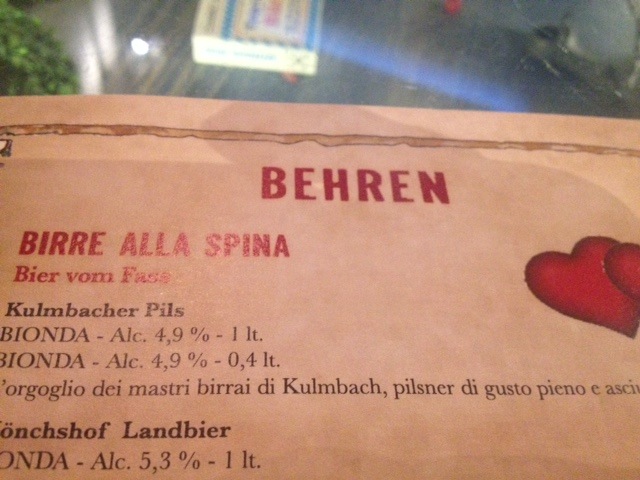 BEHREN
BIRRE ALLA SPINA
Bier vom Fass
Kulmbacher Pils
BIONDA - Alc. 4,9 % - 1 lt.
BIONDA - Alc. 4,9 % - 0,4 lt.
'orgoglio dei mastri birrai di Kulmbach, pilsner di gusto pieno e asciu
önchshof Landbier
ONDA - Alc. 5,3 % - 1 lt.